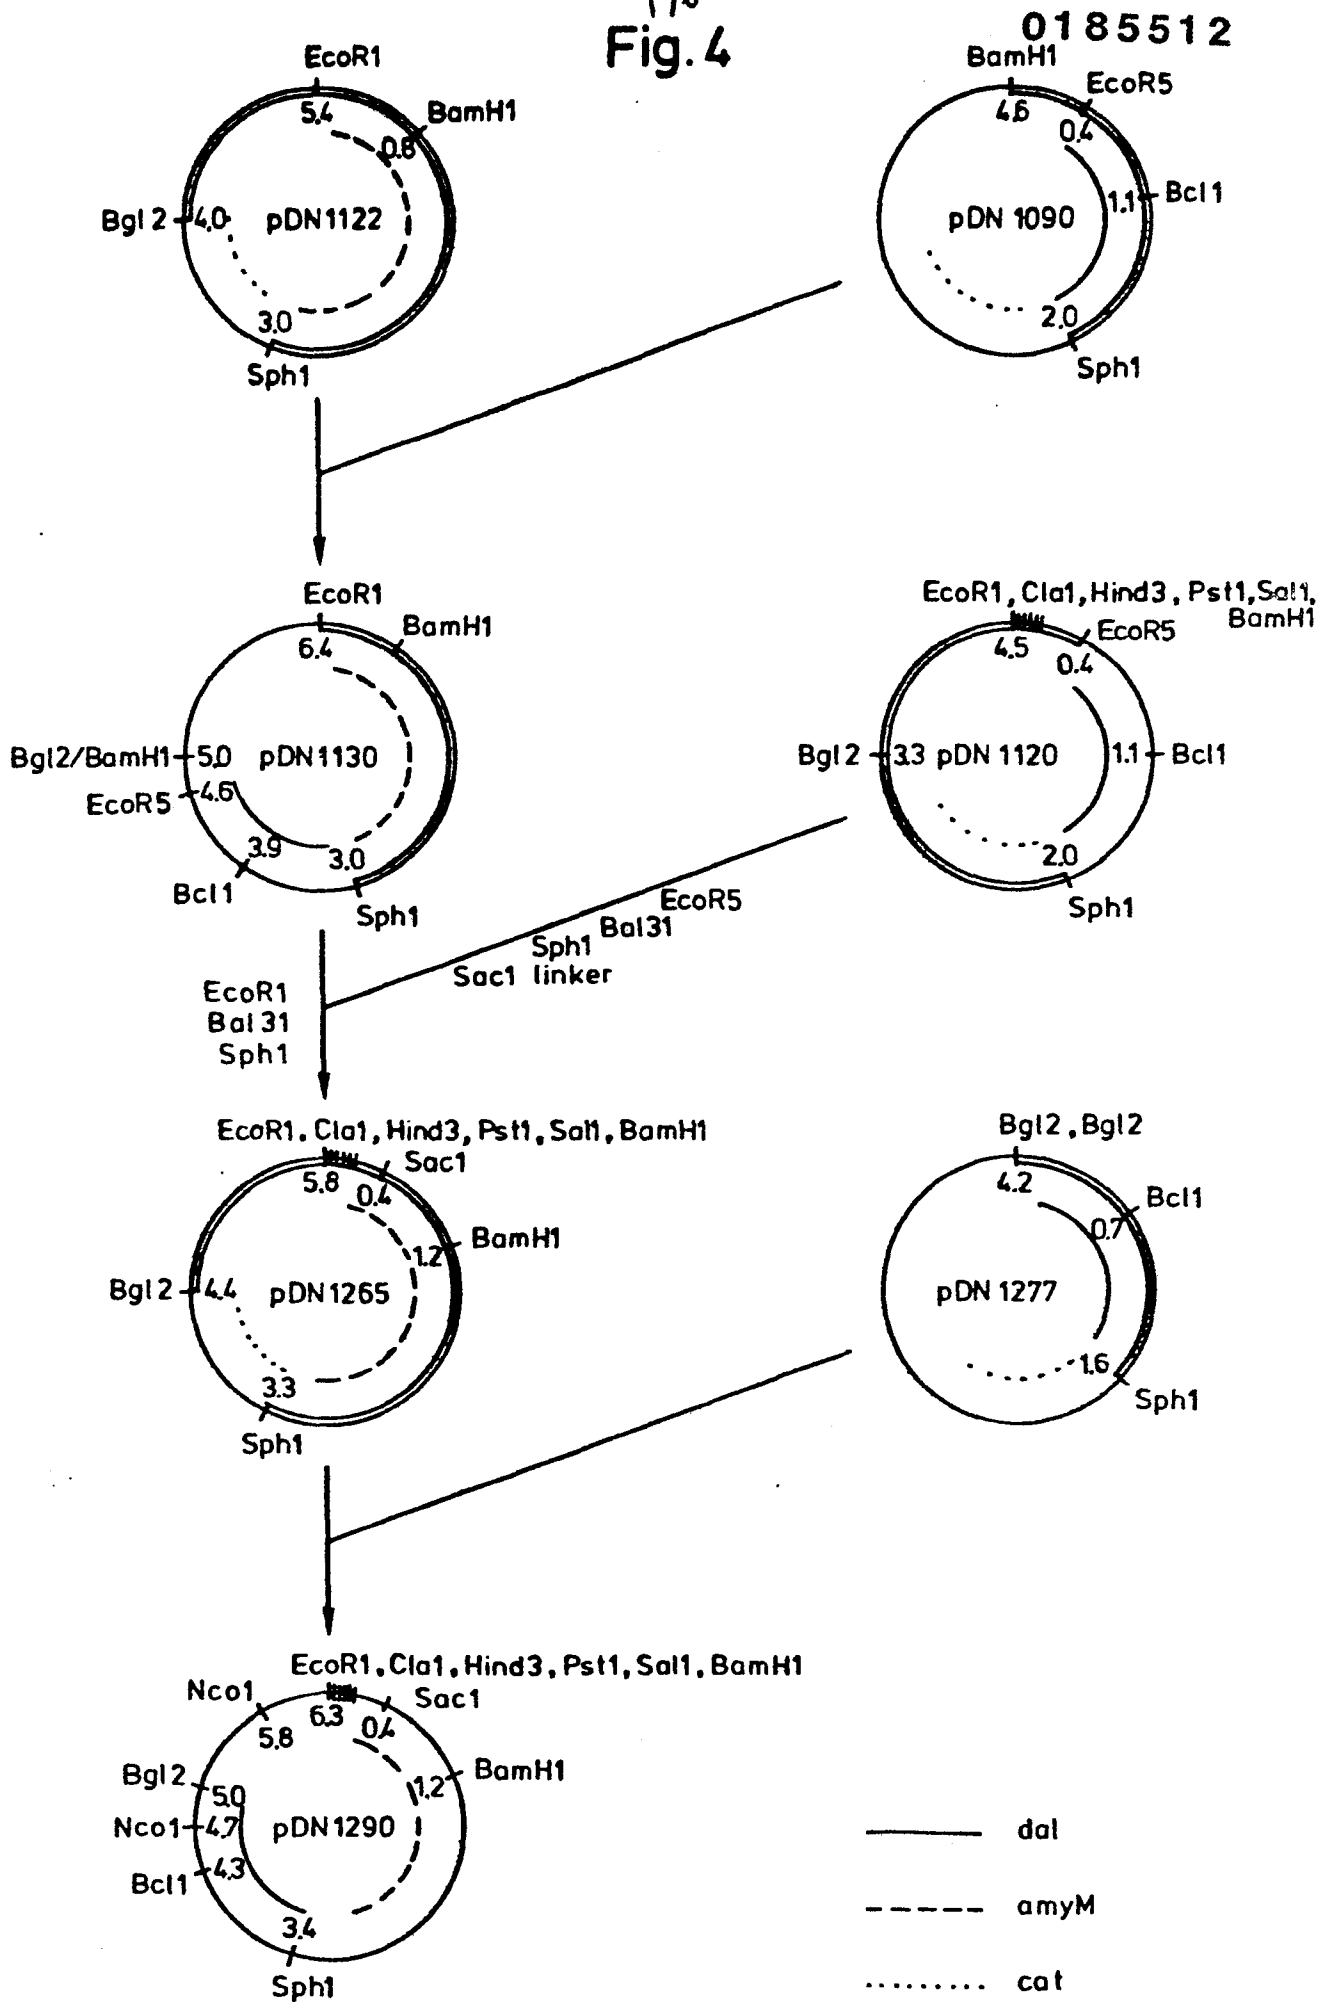 Fig. 4
0185512
EcoR1
5.4
BamH1
0.8
Bgl 2
4.0
pDN1122
3.0
Sph1
BamH1
4.6
EcoR5
0.4
1.1
Bcl1
pDN 1090
2.0
Sph1
EcoR1
6.4
BamH1
Bgl2/BamH1
5.0
pDN1130
EcoR5
4.6
3.9
Bcl1
3.0
Sph1
EcoR1, Cla1, Hind3, Pst1, Sal1,
BamH1
EcoR5
4.5
0.4
Bgl 2
3.3
pDN 1120
1.1
Bcl1
2.0
Sph1
EcoR5
Bal31
Sph1
Sac1 linker
EcoR1
Bal 31
Sph1
EcoR1, Cla1, Hind3, Pst1, Sal1, BamH1
Sac1
5.8
0.4
BamH1
1.2
Bgl2
4.4
pDN1265
3.3
Sph1
Bgl2, Bgl2
4.2
Bcl1
0.7
pDN 1277
1.6
Sph1
EcoR1, Cla1, Hind3, Pst1, Sal1, BamH1
Nco1
Sac1
6.3
0.4
5.8
Bgl2
5.0
BamH1
1.2
Nco1
4.7
pDN1290
Bcl1
4.3
3.4
Sph1
dal
amyM
cat